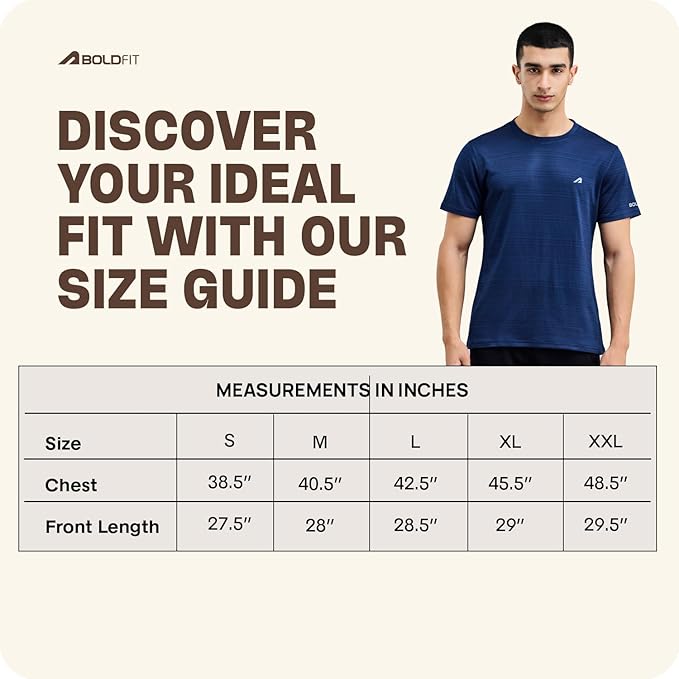 BOLDFIT
DISCOVER
YOUR IDEAL
FIT WITH OUR
SIZE GUIDE
BOLD
MEASUREMENTS IN INCHES
Size S M L XL XXL
Chest 38.5" 40.5" 42.5" 45.5" 48.5"
Front Length 27.5" 28" 28.5" 29" 29.5"